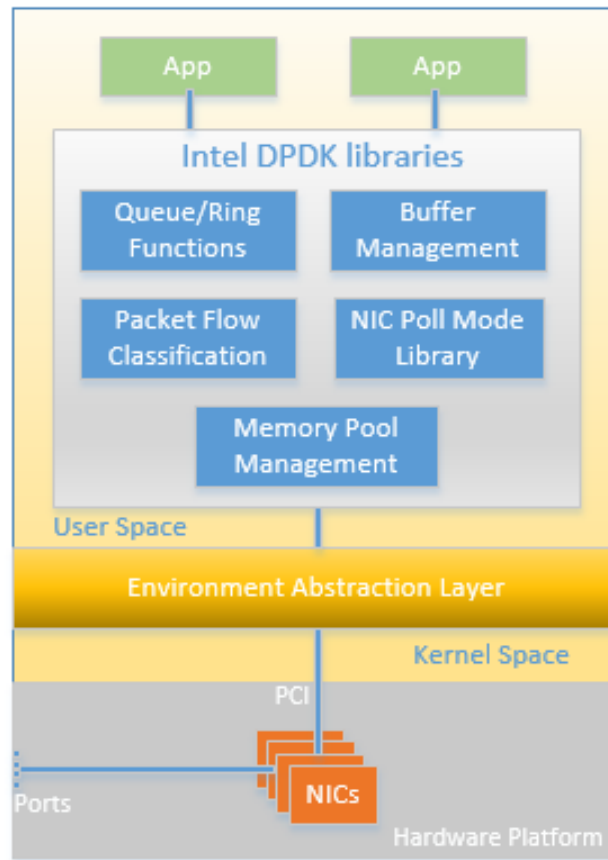 App
App
Intel DPDK libraries
Queue/Ring
Functions
Buffer
Management
Packet Flow
Classification
NIC Poll Mode
Library
Memory Pool
Management
User Space
Environment Abstraction Layer
Kernel Space
PCI
NICs
Ports
Hardware Platform